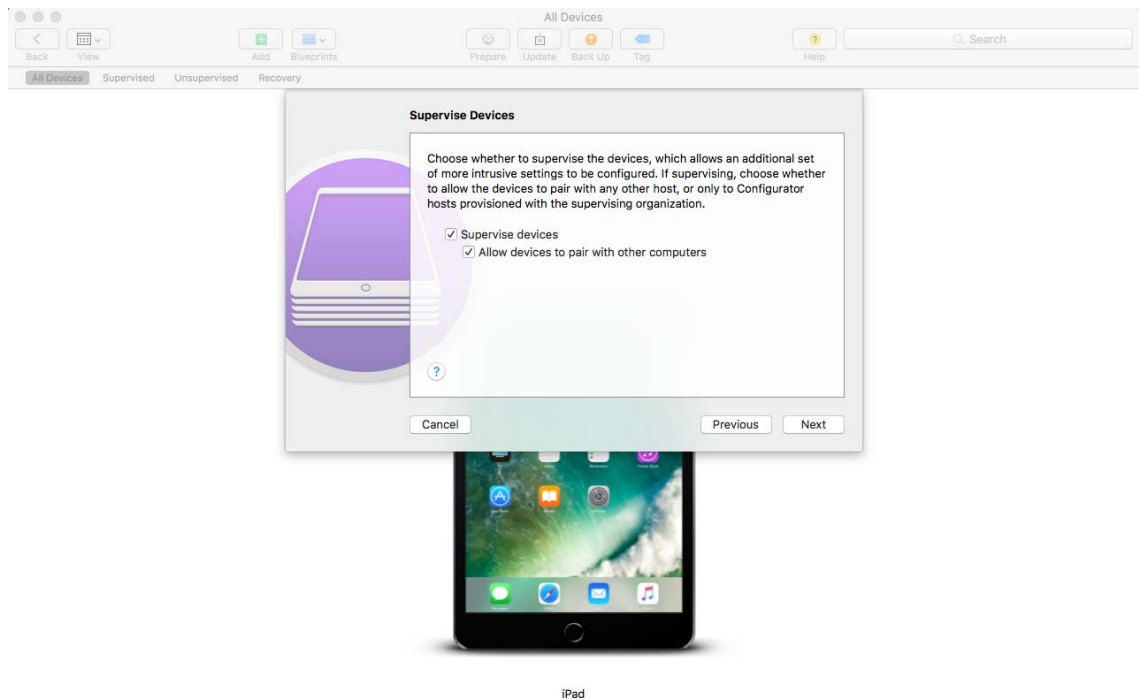 All Devices
Back View Add Blueprints Prepare Update Back Up Tag Help Search
All Devices Supervised Unsupervised Recovery
Supervise Devices
Choose whether to supervise the devices, which allows an additional set
of more intrusive settings to be configured. If supervising, choose whether
to allow the devices to pair with any other host, or only to Configurator
hosts provisioned with the supervising organization.
Supervise devices
Allow devices to pair with other computers
?
Cancel Previous Next
iPad